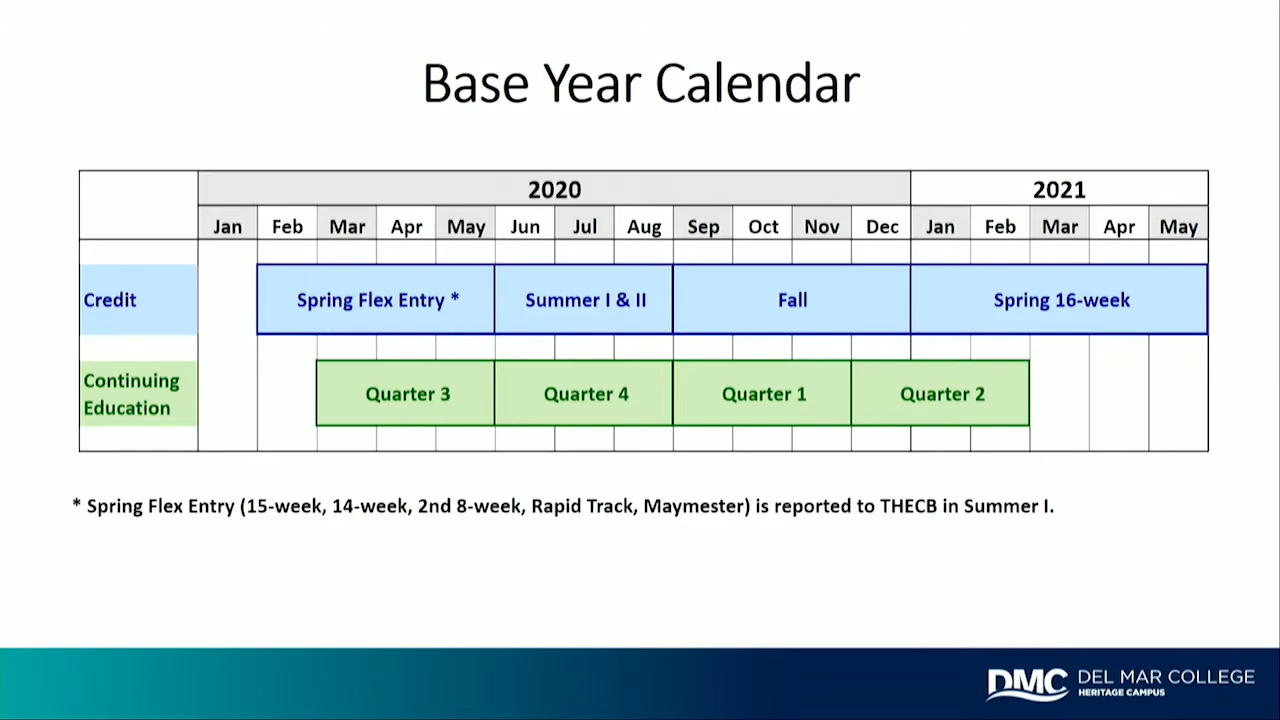 Base Year Calendar
2020 2021
Jan Feb Mar Apr May Jun Jul Aug Sep Oct Nov Dec Jan Feb Mar Apr May
Credit Spring Flex Entry * Summer I & II Fall Spring 16-week
Continuing
Education
Quarter 3 Quarter 4 Quarter 1 Quarter 2
* Spring Flex Entry (15-week, 14-week, 2nd 8-week, Rapid Track, Maymester) is reported to THECB in Summer I.
DMC DEL MAR COLLEGE
HERITAGE CAMPUS